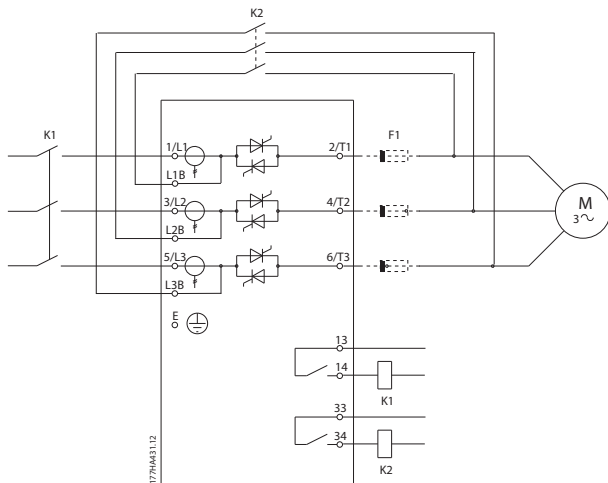 K2
K1
1/L1
2/T1
F1
L1B
3/L2
4/T2
M
3
L2B
5/L3
6/T3
L3B
E
13
14
K1
33
34
K2
177HA431.12